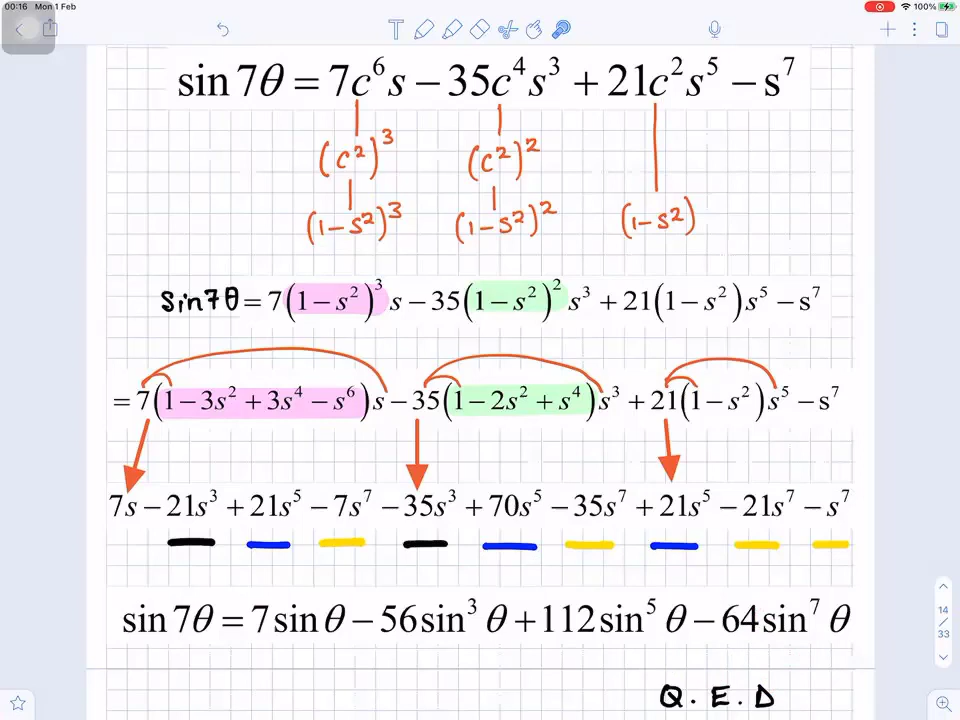 00:16 Mon 1 Feb 100%
sin 7θ = 7c⁶s − 35c⁴s³ + 21c²s⁵ − s⁷
(c²)³ (c²)² 
(1−s²)³ (1−s²)² (1−s²)
sin7θ = 7(1 − s²)³s − 35(1 − s²)²s³ + 21(1 − s²)s⁵ − s⁷
= 7(1 − 3s² + 3s⁴ − s⁶)s − 35(1 − 2s² + s⁴)s³ + 21(1 − s²)s⁵ − s⁷
7s − 21s³ + 21s⁵ − 7s⁷ − 35s³ + 70s⁵ − 35s⁷ + 21s⁵ − 21s⁷ − s⁷
sin 7θ = 7 sin θ − 56 sin³ θ + 112 sin⁵ θ − 64 sin⁷ θ
14
/
33
Q.E.D